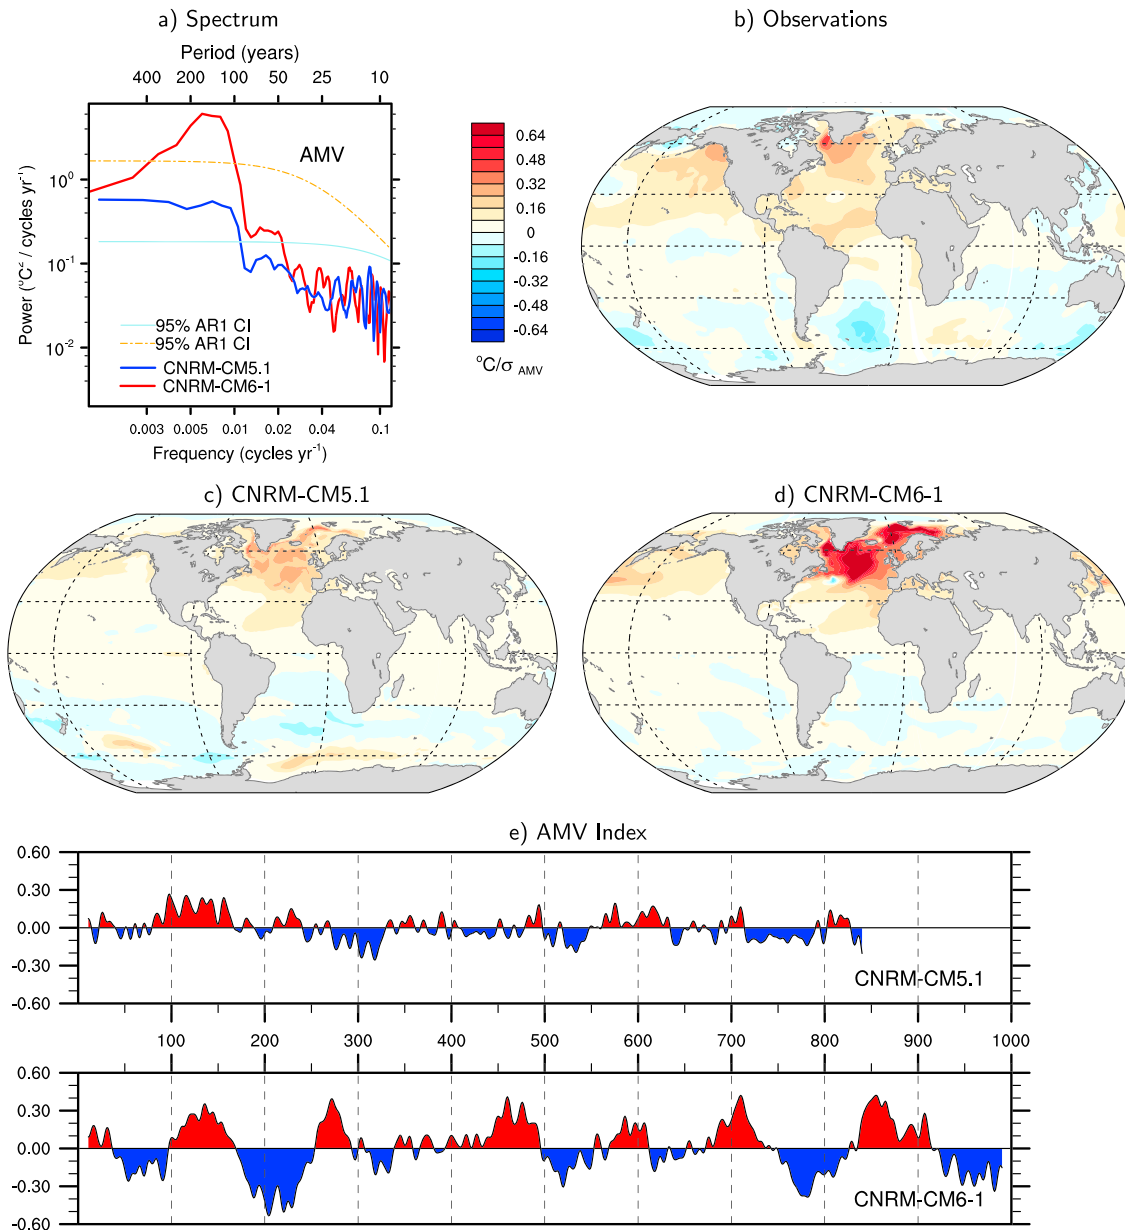 a) Spectrum
Period (years)
400 200 100 50 25 10
AMV
10⁰
10⁻¹
10⁻²
Power (°C² / cycles yr⁻¹)
95% AR1 CI
95% AR1 CI
CNRM-CM5.1
CNRM-CM6-1
0.003 0.005 0.01 0.02 0.04 0.1
Frequency (cycles yr⁻¹)
0.64
0.48
0.32
0.16
0
-0.16
-0.32
-0.48
-0.64
°C/σ AMV
b) Observations
c) CNRM-CM5.1
d) CNRM-CM6-1
e) AMV Index
0.60
0.30
0.00
-0.30
-0.60
CNRM-CM5.1
100 200 300 400 500 600 700 800 900 1000
0.60
0.30
0.00
-0.30
-0.60
CNRM-CM6-1